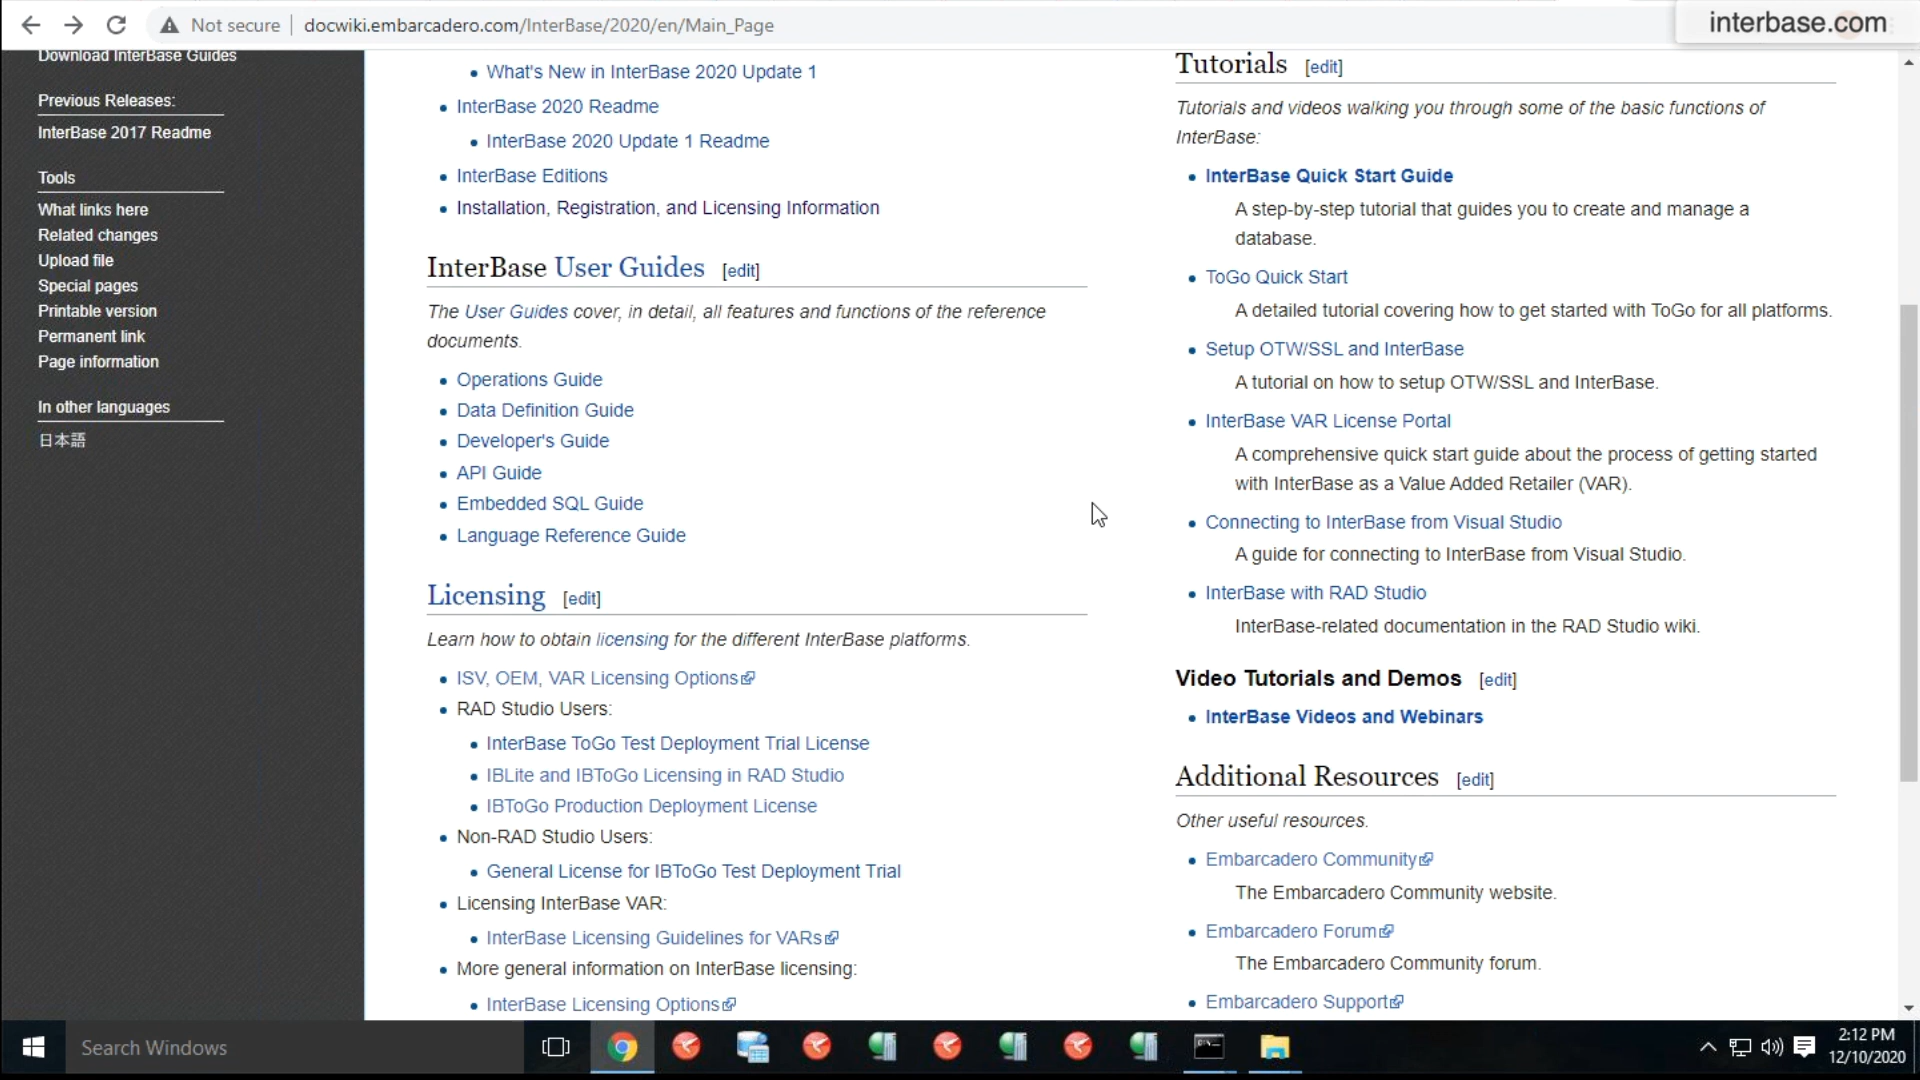 Not secure
docwiki.embarcadero.com/InterBase/2020/en/Main_Page
interbase.com
Download InterBase Guides
Previous Releases:
InterBase 2017 Readme
Tools
What links here
Related changes
Upload file
Special pages
Printable version
Permanent link
Page information
In other languages
日本語
What's New in InterBase 2020 Update 1
InterBase 2020 Readme
InterBase 2020 Update 1 Readme
InterBase Editions
Installation, Registration, and Licensing Information
InterBase User Guides [edit]
The User Guides cover, in detail, all features and functions of the reference
documents.
Operations Guide
Data Definition Guide
Developer's Guide
API Guide
Embedded SQL Guide
Language Reference Guide
Licensing [edit]
Learn how to obtain licensing for the different InterBase platforms.
ISV, OEM, VAR Licensing Options
RAD Studio Users:
InterBase ToGo Test Deployment Trial License
IBLite and IBToGo Licensing in RAD Studio
IBToGo Production Deployment License
Non-RAD Studio Users:
General License for IBToGo Test Deployment Trial
Licensing InterBase VAR:
InterBase Licensing Guidelines for VARs
More general information on InterBase licensing:
InterBase Licensing Options
Tutorials [edit]
Tutorials and videos walking you through some of the basic functions of
InterBase:
InterBase Quick Start Guide
A step-by-step tutorial that guides you to create and manage a
database.
ToGo Quick Start
A detailed tutorial covering how to get started with ToGo for all platforms.
Setup OTW/SSL and InterBase
A tutorial on how to setup OTW/SSL and InterBase.
InterBase VAR License Portal
A comprehensive quick start guide about the process of getting started
with InterBase as a Value Added Retailer (VAR).
Connecting to InterBase from Visual Studio
A guide for connecting to InterBase from Visual Studio.
InterBase with RAD Studio
InterBase-related documentation in the RAD Studio wiki.
Video Tutorials and Demos [edit]
InterBase Videos and Webinars
Additional Resources [edit]
Other useful resources.
Embarcadero Community
The Embarcadero Community website.
Embarcadero Forum
The Embarcadero Community forum.
Embarcadero Support
Search Windows
2:12 PM
12/10/2020